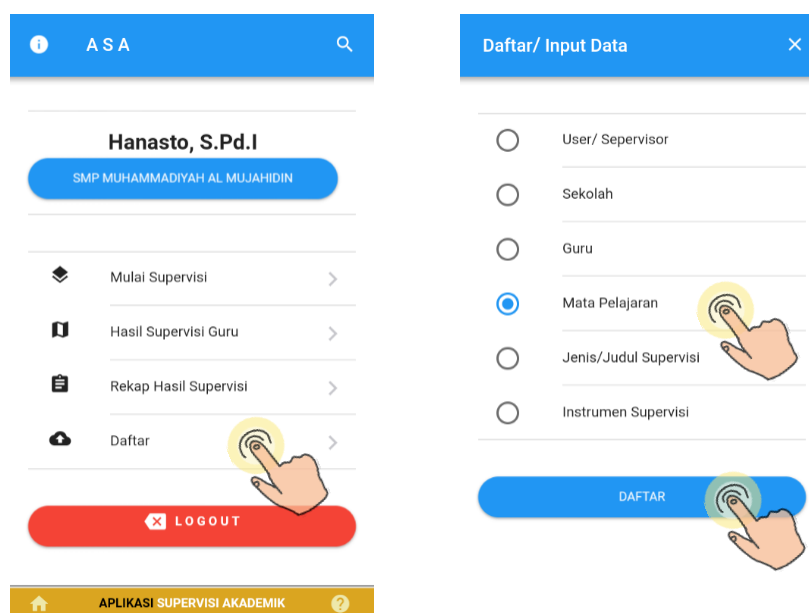 A S A
Hanasto, S.Pd.I
SMP MUHAMMADIYAH AL MUJAHIDIN
Mulai Supervisi
Hasil Supervisi Guru
Rekap Hasil Supervisi
Daftar
LOGOUT
APLIKASI SUPERVISI AKADEMIK
Daftar/ Input Data
User/ Sepervisor
Sekolah
Guru
Mata Pelajaran
Jenis/Judul Supervisi
Instrumen Supervisi
DAFTAR